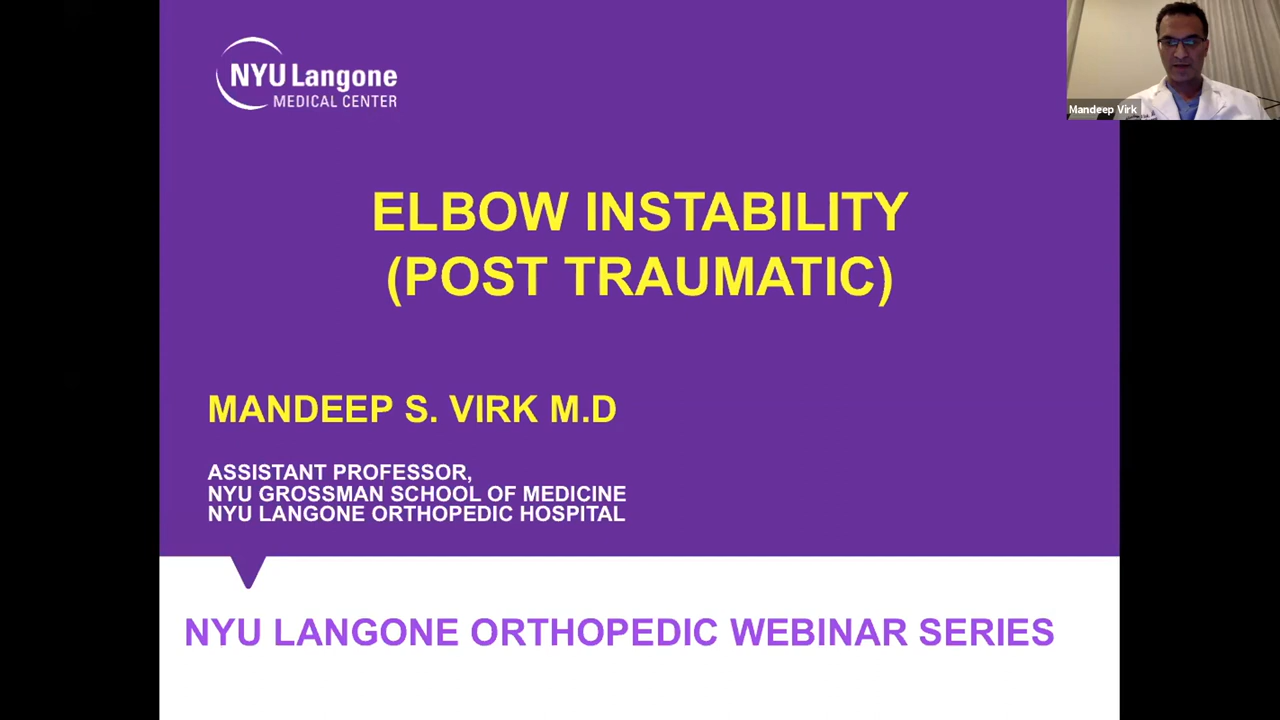 NYU Langone
MEDICAL CENTER
Mandeep Virk
ELBOW INSTABILITY
(POST TRAUMATIC)
MANDEEP S. VIRK M.D
ASSISTANT PROFESSOR,
NYU GROSSMAN SCHOOL OF MEDICINE
NYU LANGONE ORTHOPEDIC HOSPITAL
NYU LANGONE ORTHOPEDIC WEBINAR SERIES